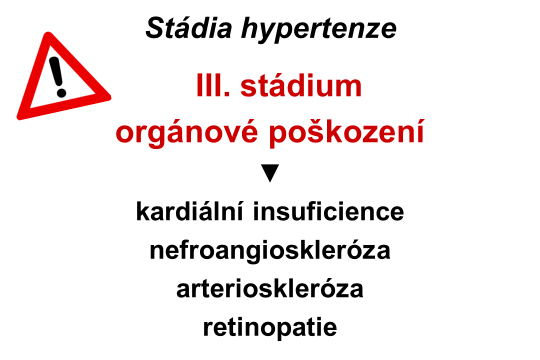 Stádia hypertenze
!
III. stádium
orgánové poškození
▼
kardiální insuficience
nefroangioskleróza
arterioskleróza
retinopatie